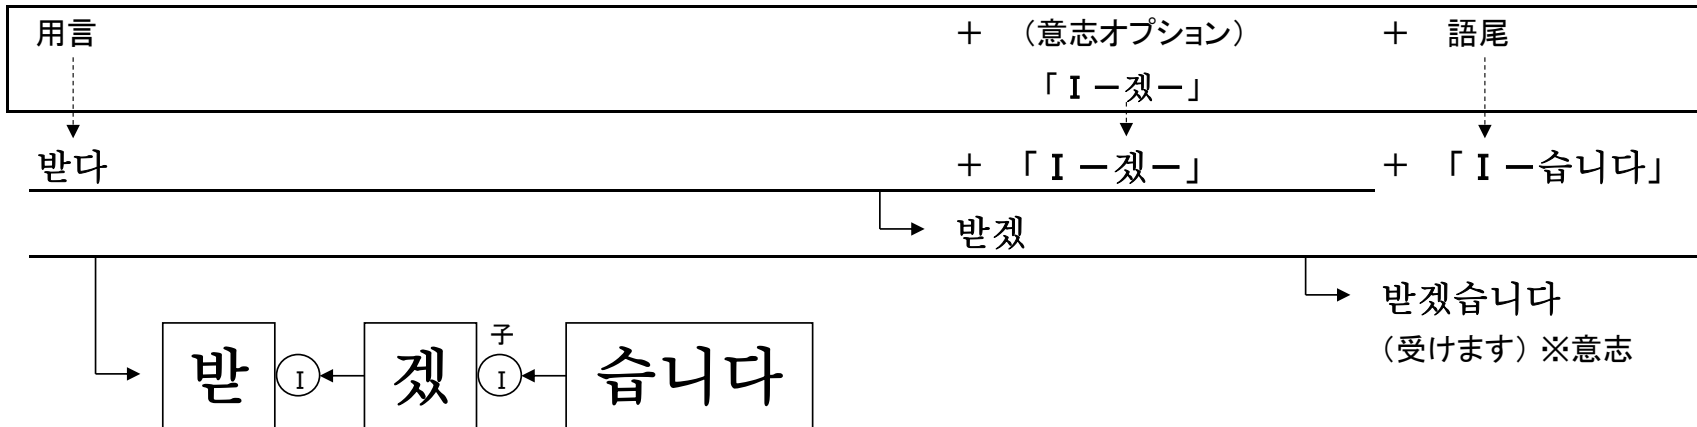 用言 ＋ （意志オプション） ＋ 語尾
「Ⅰ－겠－」
받다 ＋ 「Ⅰ－겠－」 ＋ 「Ⅰ－습니다」
받겠
받겠습니다
（受けます）※意志
子
받 Ⅰ 겠 Ⅰ 습니다